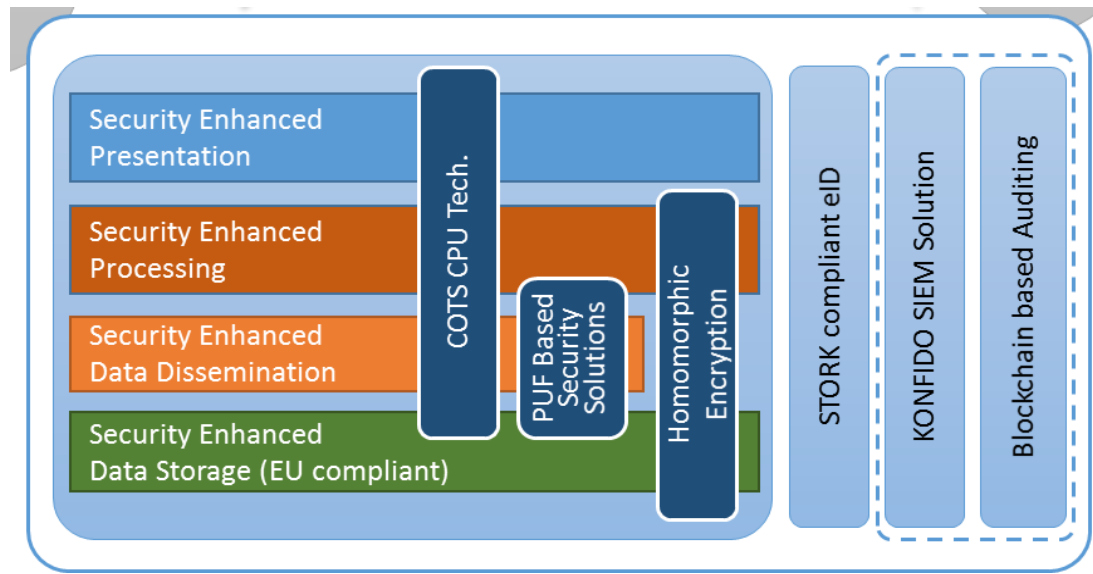 Security Enhanced
Presentation
Security Enhanced
Processing
Security Enhanced
Data Dissemination
Security Enhanced
Data Storage (EU compliant)
COTS CPU Tech.
PUF Based
Security
Solutions
Homomorphic
Encryption
STORK compliant eID
KONFIDO SIEM Solution
Blockchain based Auditing